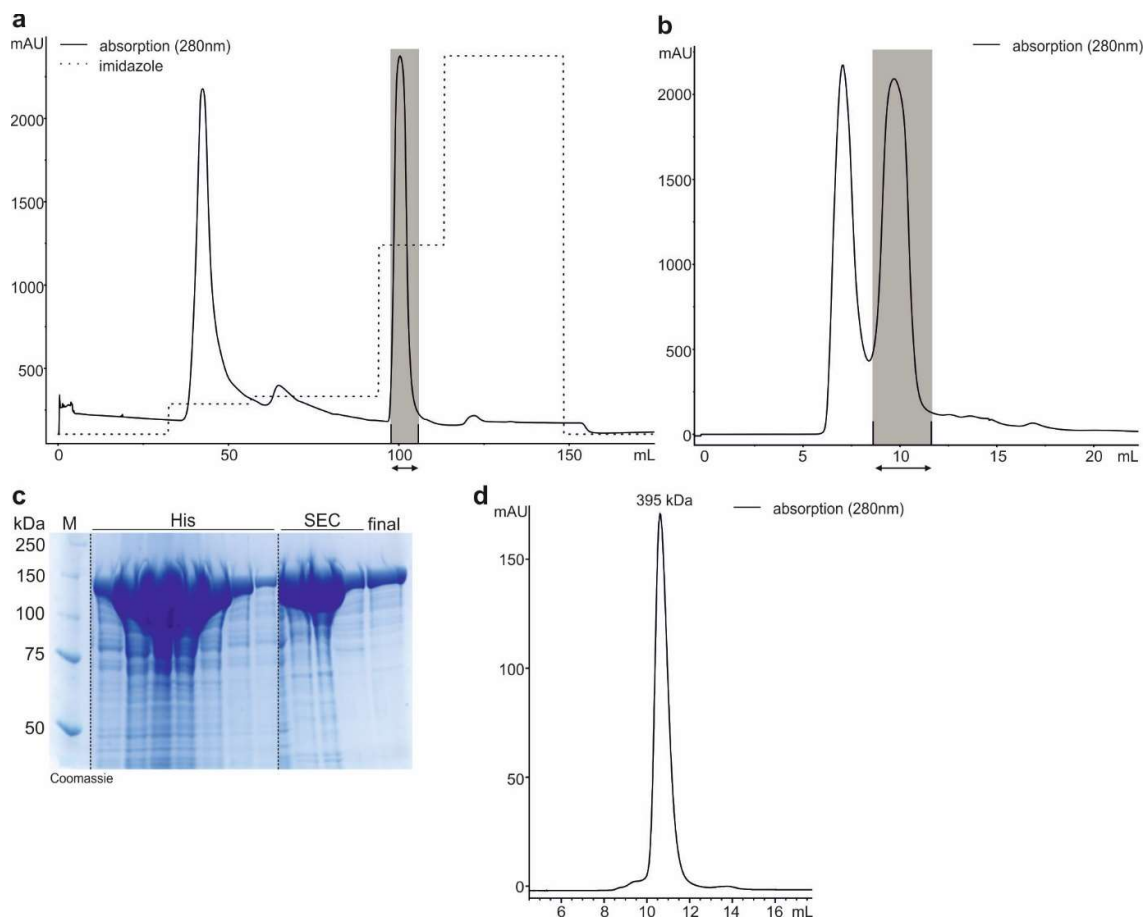 a
mAU
absorption (280nm)
imidazole
2000
1500
1000
500
0 50 100 150 mL
b
mAU
absorption (280nm)
2000
1500
1000
500
0
0 5 10 15 20 mL
c
kDa M His SEC final
250
150
100
75
50
Coomassie
d
395 kDa
mAU
absorption (280nm)
150
100
50
0
6 8 10 12 14 16 mL